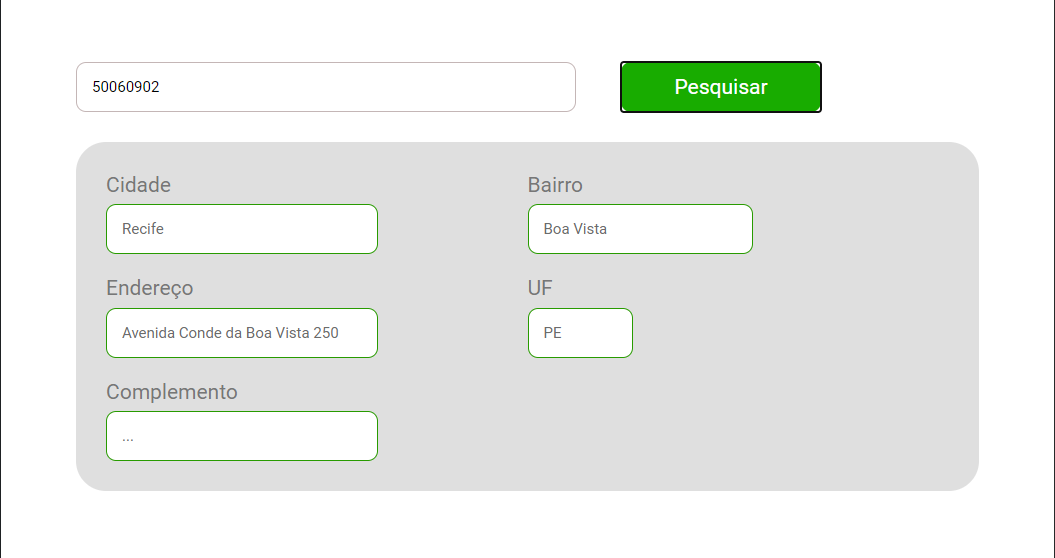 50060902
Pesquisar
Cidade
Bairro
Recife
Boa Vista
Endereço
UF
Avenida Conde da Boa Vista 250
PE
Complemento
...